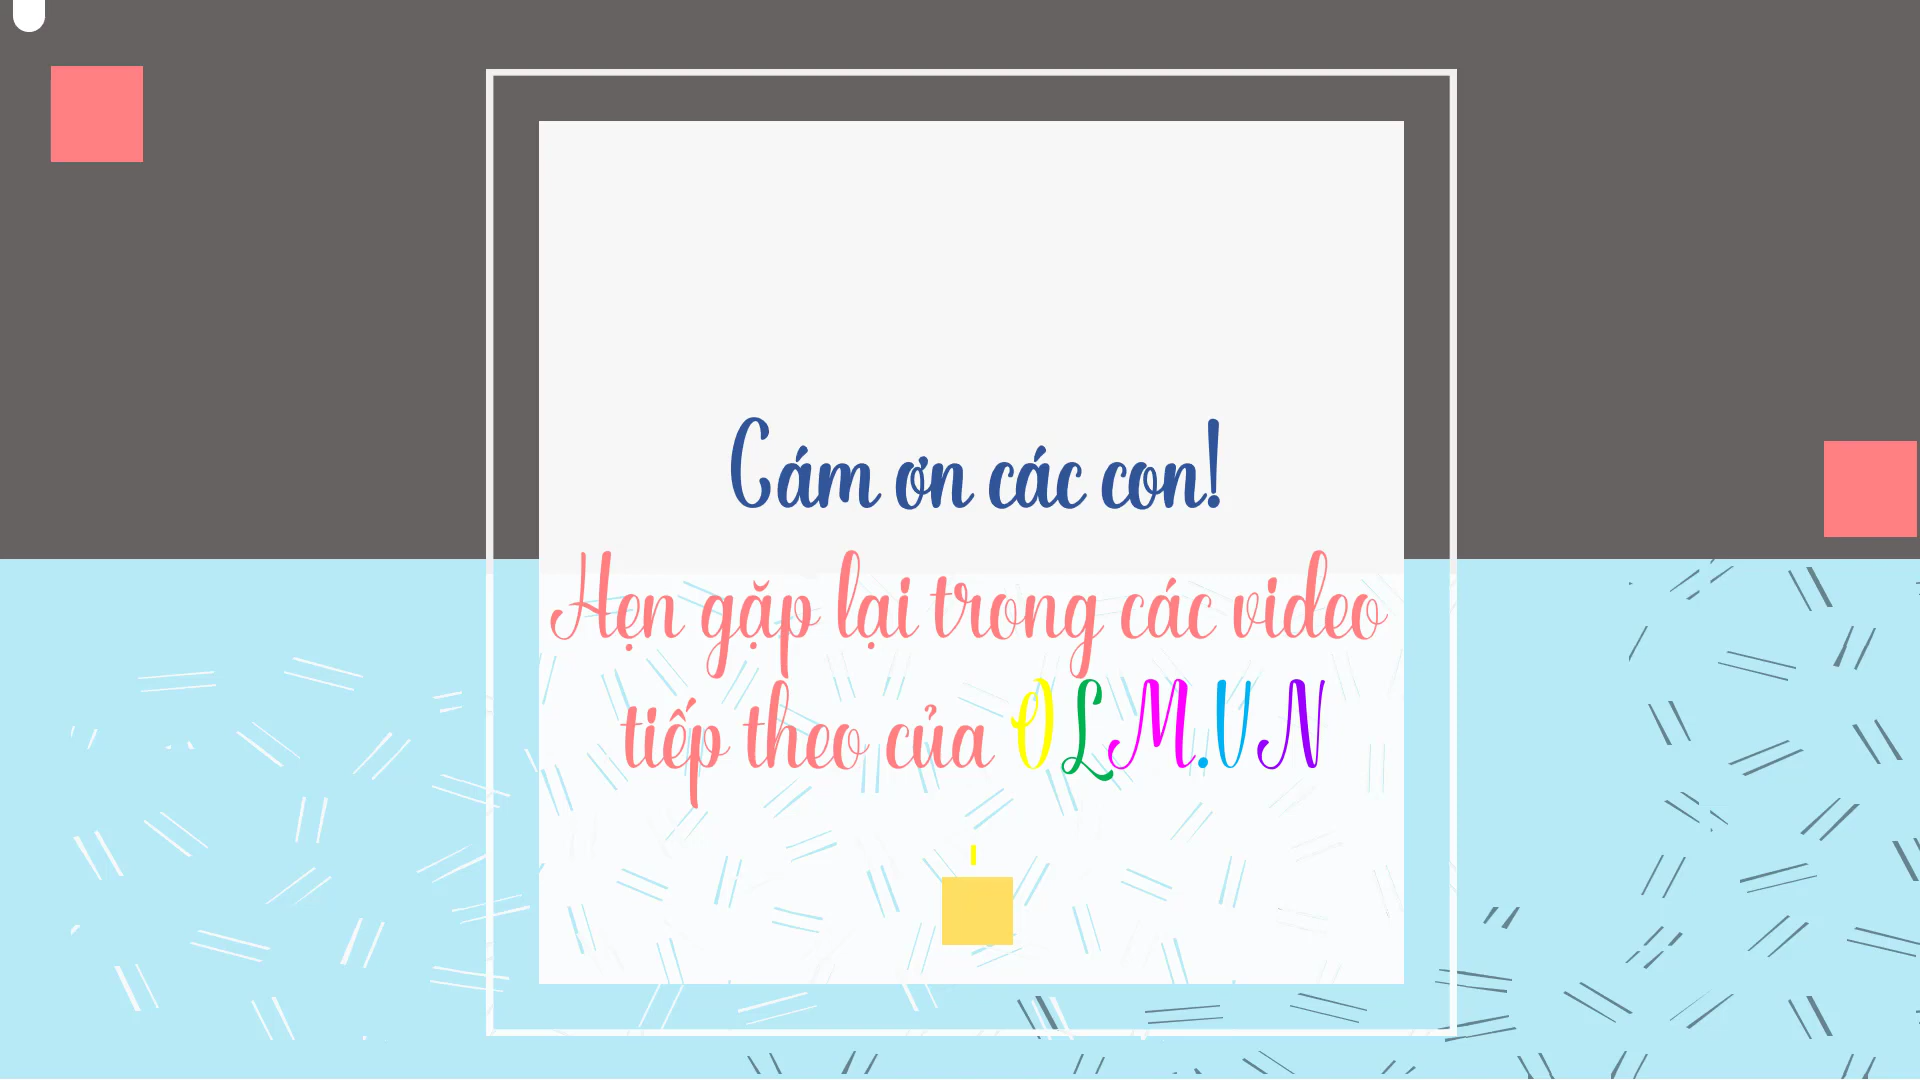 Cám ơn các con!
Hẹn gặp lại trong các video
tiếp theo của OLM.VN